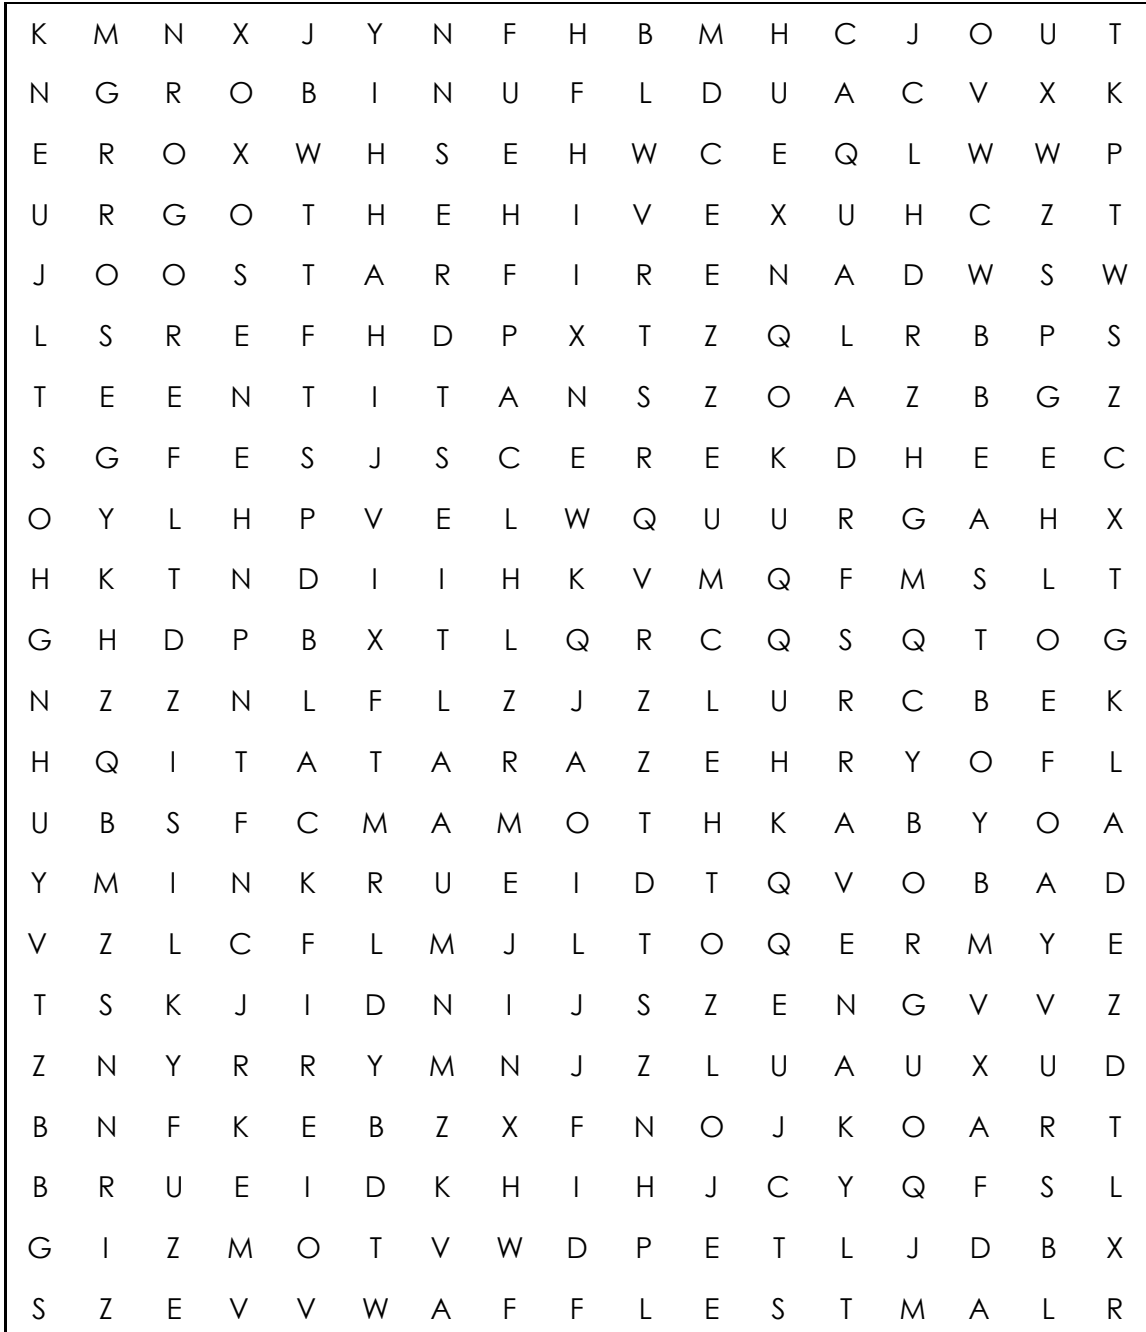 K M N X J Y N F H B M H C J O U T
N G R O B I N U F L D U A C V X K
E R O X W H S E H W C E Q L W W P
U R G O T H E H I V E X U H C Z T
J O O S T A R F I R E N A D W S W
L S R E F H D P X T Z Q L R B P S
T E E N T I T A N S Z O A Z B G Z
S G F E S J S C E R E K D H E E C
O Y L H P V E L W Q U U R G A H X
H K T N D I I H K V M Q F M S L T
G H D P B X T L Q R C Q S Q T O G
N Z Z N L F L Z J Z L U R C B E K
H Q I T A T A R A Z E H R Y O F L
U B S F C M A M O T H K A B Y O A
Y M I N K R U E I D T Q V O B A D
V Z L C F L M J L T O Q E R M Y E
T S K J I D N I J S Z E N G V V Z
Z N Y R R Y M N J Z L U A U X U D
B N F K E B Z X F N O J K O A R T
B R U E I D K H I H J C Y Q F S L
G I Z M O T V W D P E T L J D B X
S Z E V V W A F F L E S T M A L R